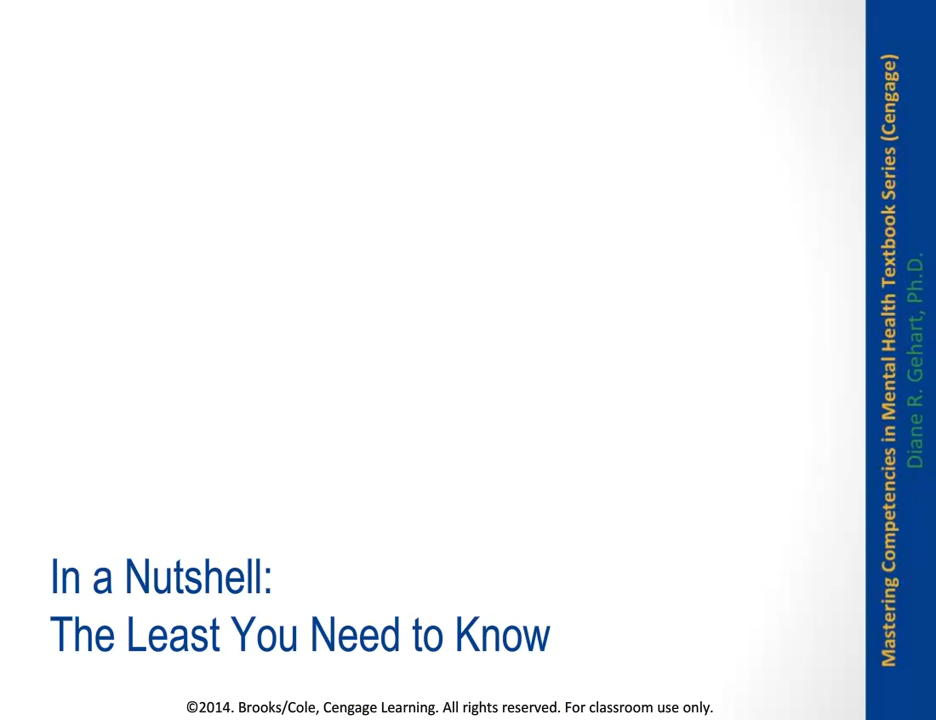 In a Nutshell:
The Least You Need to Know
©2014. Brooks/Cole, Cengage Learning. All rights reserved. For classroom use only.
Mastering Competencies in Mental Health Textbook Series (Cengage)
Diane R. Gehart, Ph.D.